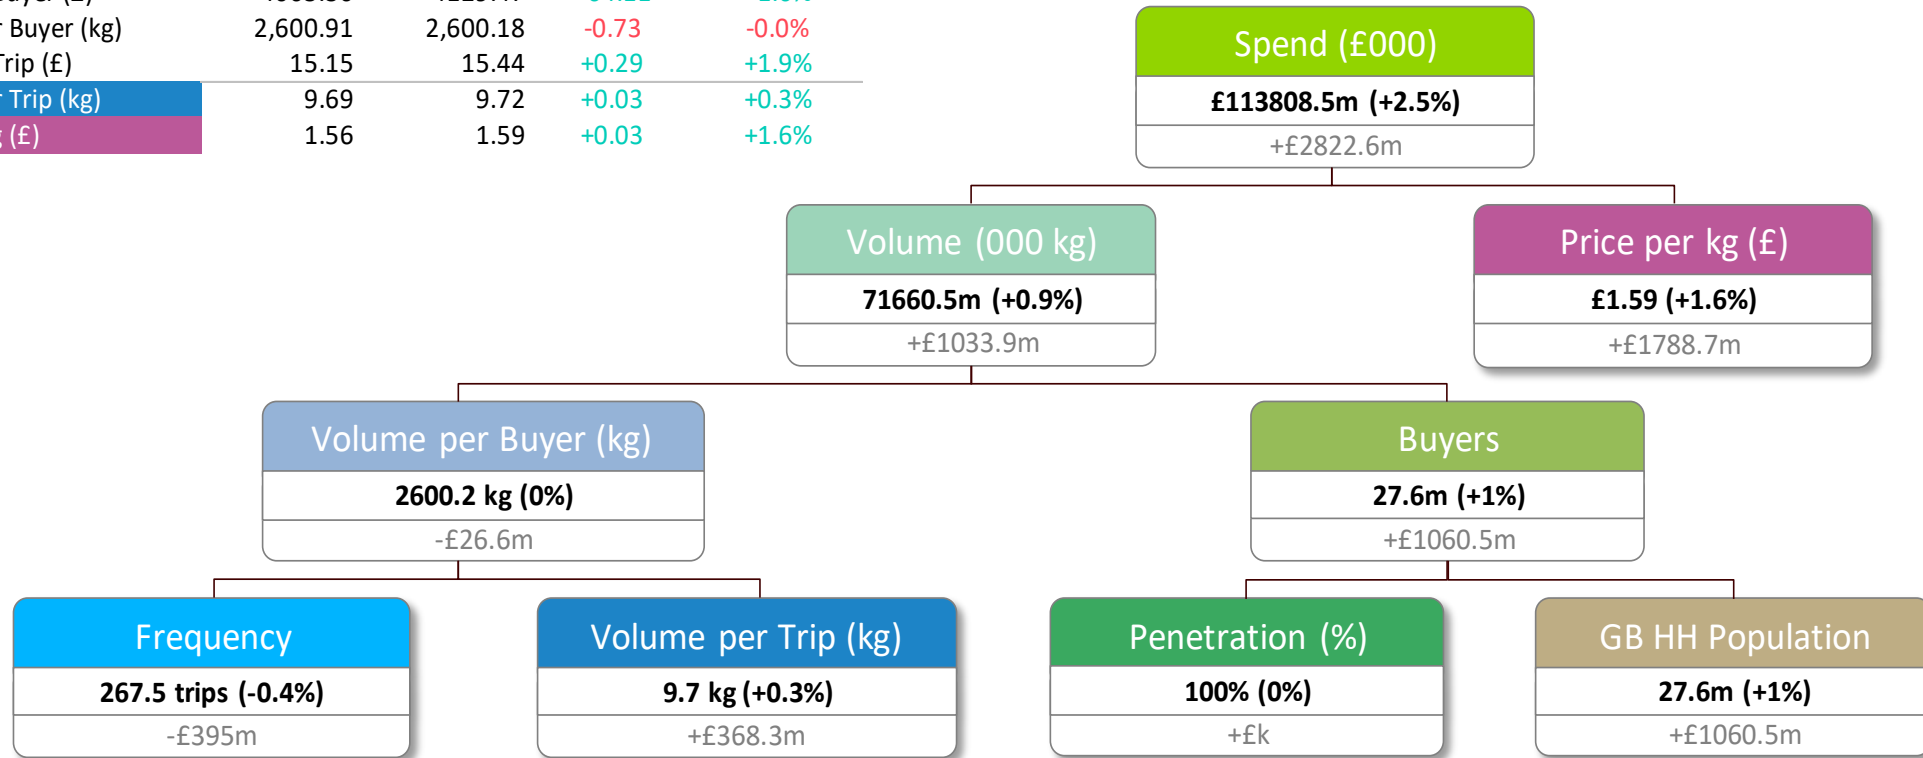 r Buyer (kg) 2,600.91 2,600.18 -0.73 -0.0%
Trip (£) 15.15 15.44 +0.29 +1.9%
r Trip (kg) 9.69 9.72 +0.03 +0.3%
g (£) 1.56 1.59 +0.03 +1.6%
Spend (£000)
£113808.5m (+2.5%)
+£2822.6m
Volume (000 kg)
71660.5m (+0.9%)
+£1033.9m
Price per kg (£)
£1.59 (+1.6%)
+£1788.7m
Volume per Buyer (kg)
2600.2 kg (0%)
-£26.6m
Buyers
27.6m (+1%)
+£1060.5m
Frequency
267.5 trips (-0.4%)
-£395m
Volume per Trip (kg)
9.7 kg (+0.3%)
+£368.3m
Penetration (%)
100% (0%)
+£k
GB HH Population
27.6m (+1%)
+£1060.5m